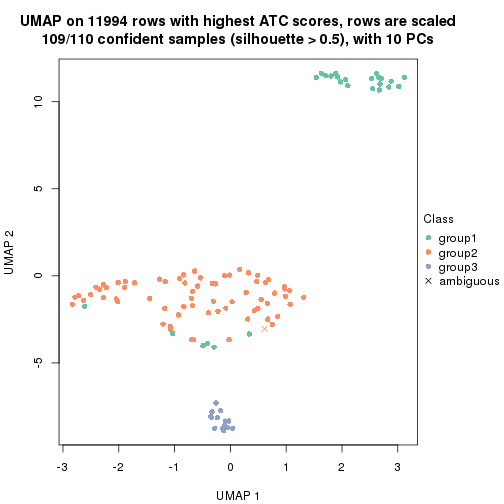 UMAP on 11994 rows with highest ATC scores, rows are scaled
109/110 confident samples (silhouette > 0.5), with 10 PCs
10
5
0
-5
UMAP 2
-3
-2
-1
0
1
2
3
UMAP 1
Class
group1
group2
group3
ambiguous